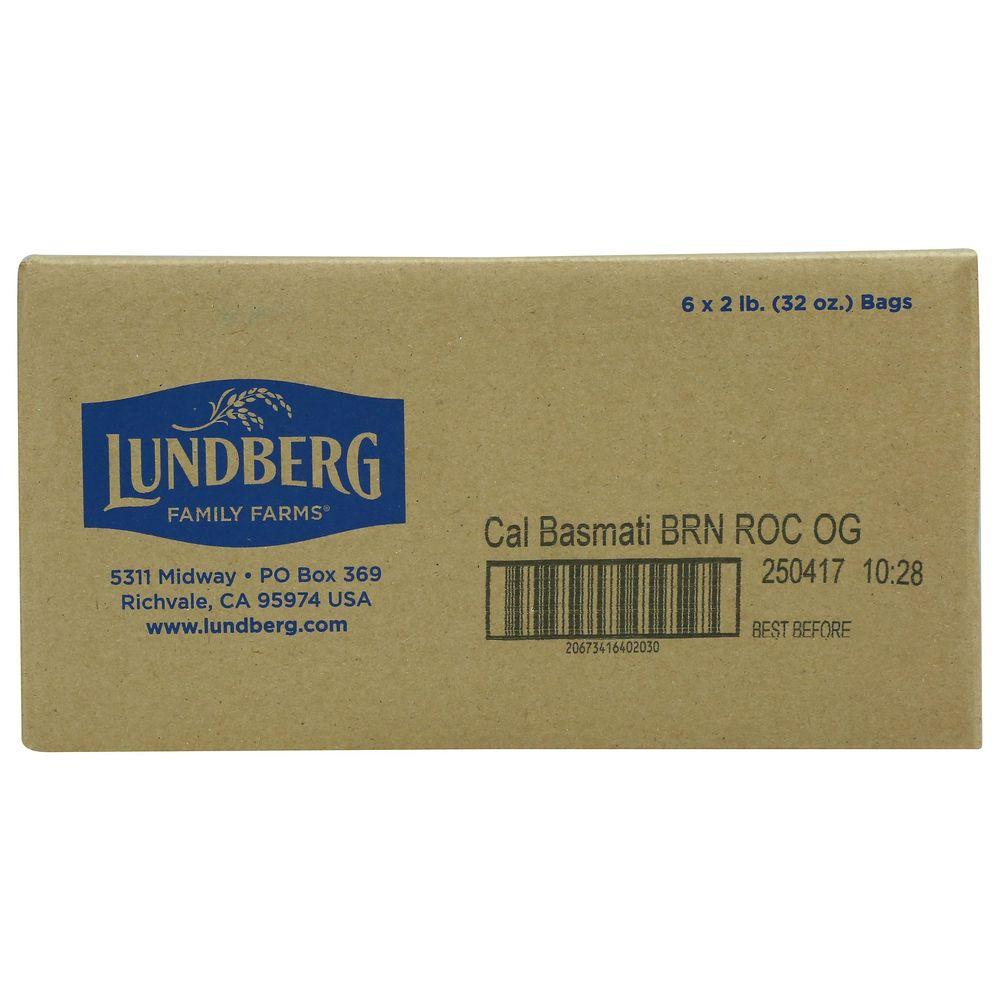 6 x 2 lb. (32 oz.) Bags
LUNDBERG
FAMILY FARMS®
5311 Midway • PO Box 369
Richvale, CA 95974 USA
www.lundberg.com
Cal Basmati BRN ROC OG
250417 10:28
BEST BEFORE
20673416402030